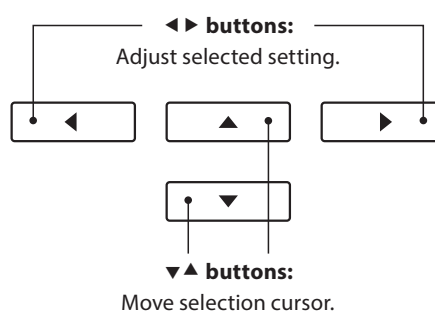 ◀ ▶ buttons:
Adjust selected setting.
◀
▲
▶
▼
▼▲ buttons:
Move selection cursor.